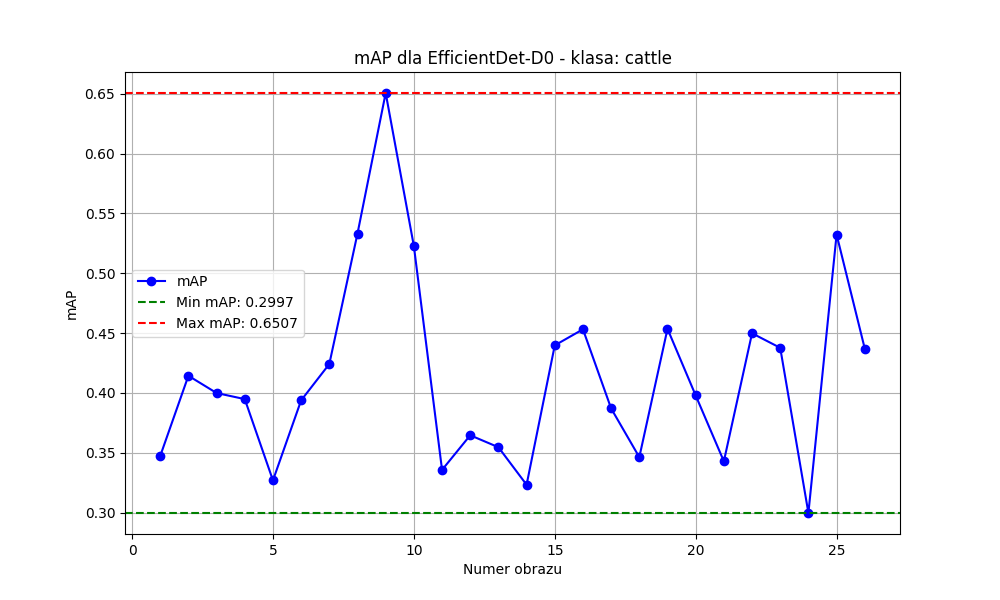 mAP dla EfficientDet-D0 - klasa: cattle
mAP
0.65
0.60
0.55
0.50
0.45
0.40
0.35
0.30
mAP
Min mAP: 0.2997
Max mAP: 0.6507
0 5 10 15 20 25
Numer obrazu